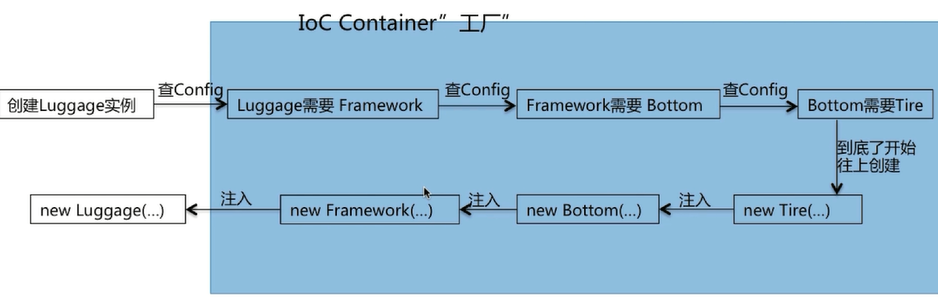 IoC Container”工厂”
创建Luggage实例
查Config
Luggage需要 Framework
查Config
Framework需要 Bottom
查Config
Bottom需要Tire
到底了开始
往上创建
new Luggage(...)
注入
new Framework(...)
注入
new Bottom(...)
注入
new Tire(...)